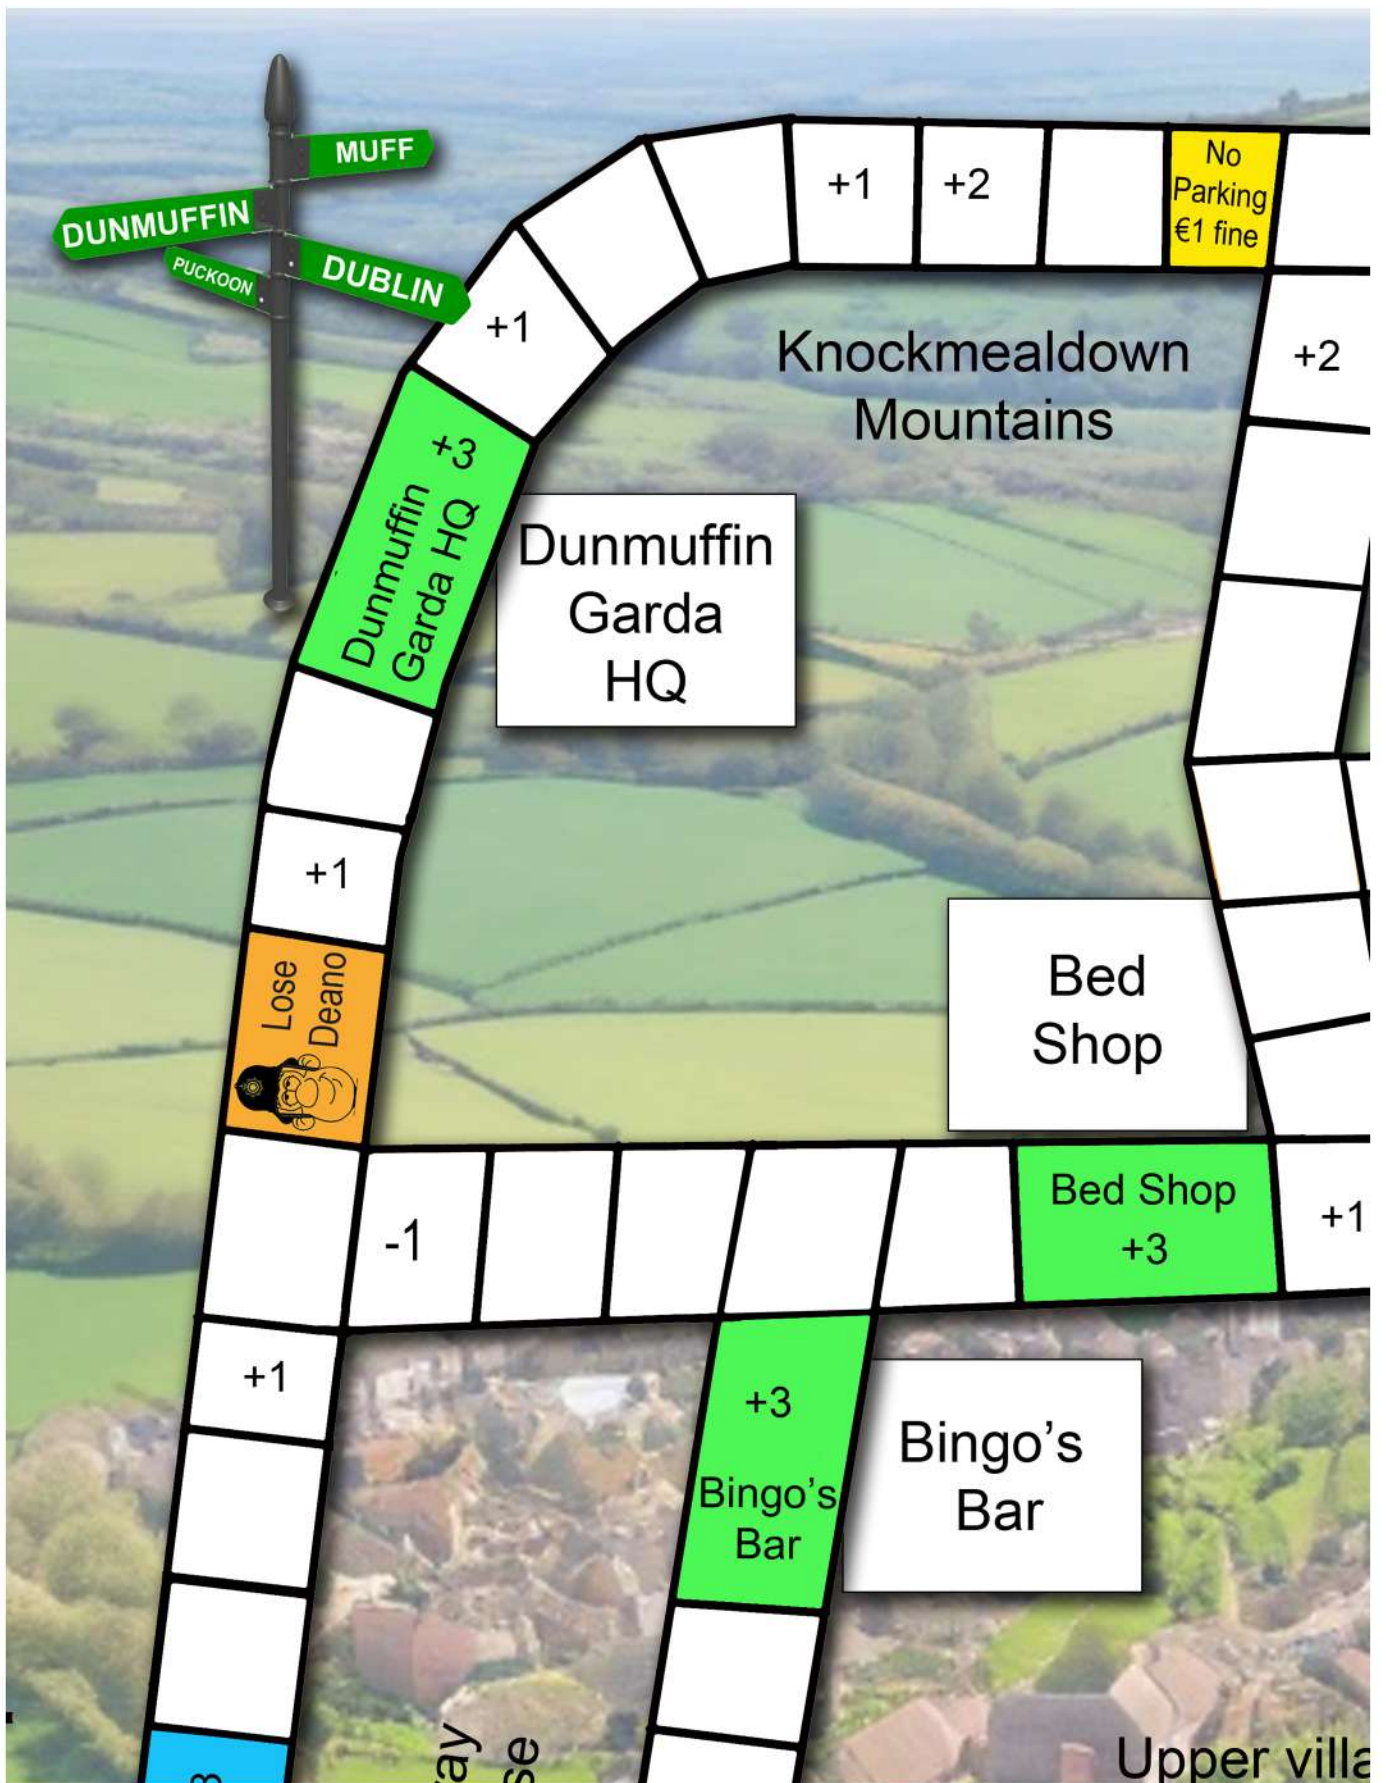 MUFF
DUNMUFFIN
PUCKOON
DUBLIN
+1
+2
No
Parking
€1 fine
+1
Knockmealdown
Mountains
+2
+3
Dunmuffin
Garda HQ
Dunmuffin
Garda
HQ
+1
Lose
Deano
Bed
Shop
-1
Bed Shop
+3
+1
+1
+3
Bingo's
Bar
Bingo's
Bar
Upper villa